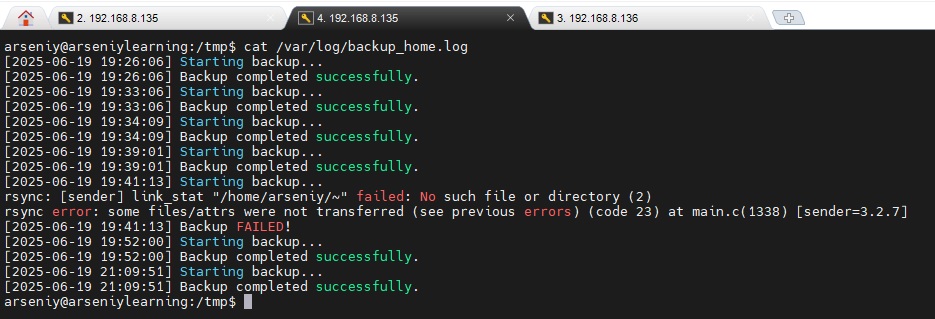 2. 192.168.8.135
4. 192.168.8.135
3. 192.168.8.136
arseniy@arseniylearning:/tmp$ cat /var/log/backup_home.log
[2025-06-19 19:26:06] Starting backup...
[2025-06-19 19:26:06] Backup completed successfully.
[2025-06-19 19:33:06] Starting backup...
[2025-06-19 19:33:06] Backup completed successfully.
[2025-06-19 19:34:09] Starting backup...
[2025-06-19 19:34:09] Backup completed successfully.
[2025-06-19 19:39:01] Starting backup...
[2025-06-19 19:39:01] Backup completed successfully.
[2025-06-19 19:41:13] Starting backup...
rsync: [sender] link_stat "/home/arseniy/~" failed: No such file or directory (2)
rsync error: some files/attrs were not transferred (see previous errors) (code 23) at main.c(1338) [sender=3.2.7]
[2025-06-19 19:41:13] Backup FAILED!
[2025-06-19 19:52:00] Starting backup...
[2025-06-19 19:52:00] Backup completed successfully.
[2025-06-19 21:09:51] Starting backup...
[2025-06-19 21:09:51] Backup completed successfully.
arseniy@arseniylearning:/tmp$